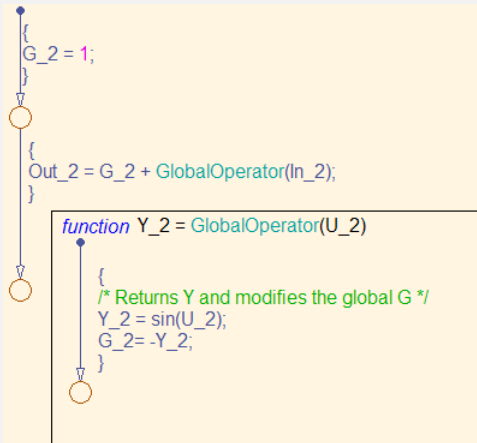 {
G_2 = 1;
}
{
Out_2 = G_2 + GlobalOperator(In_2);
}
function Y_2 = GlobalOperator(U_2)
{
/* Returns Y and modifies the global G */
Y_2 = sin(U_2);
G_2= -Y_2;
}